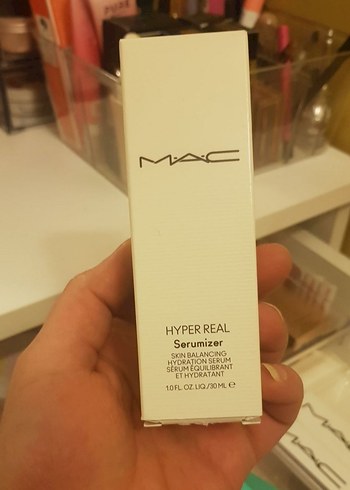 M·A·C
HYPER REAL
Serumizer
SKIN BALANCING
HYDRATION SERUM
SÉRUM ÉQUILIBRANT
ET HYDRATANT
1.0 FL. OZ. LIQ / 30 ML ℮
M·A·C